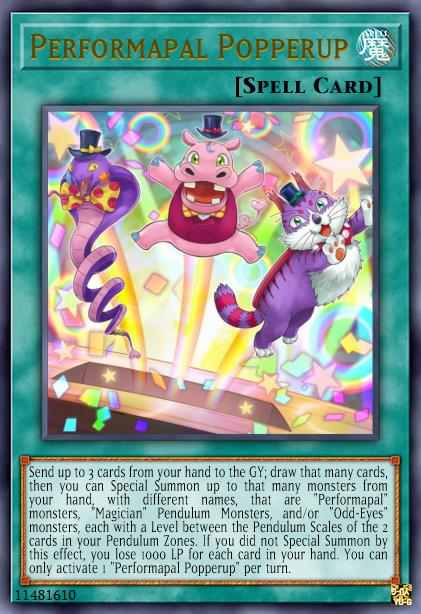 PERFORMAPAL POPPERUP
SPELL
魔
[SPELL CARD]
Send up to 3 cards from your hand to the GY; draw that many cards,
then you can Special Summon up to that many monsters from
your hand, with different names, that are "Performapal"
monsters, "Magician" Pendulum Monsters, and/or "Odd-Eyes"
monsters, each with a Level between the Pendulum Scales of the 2
cards in your Pendulum Zones. If you did not Special Summon by
this effect, you lose 1000 LP for each card in your hand. You can
only activate 1 "Performapal Popperup" per turn.
11481610